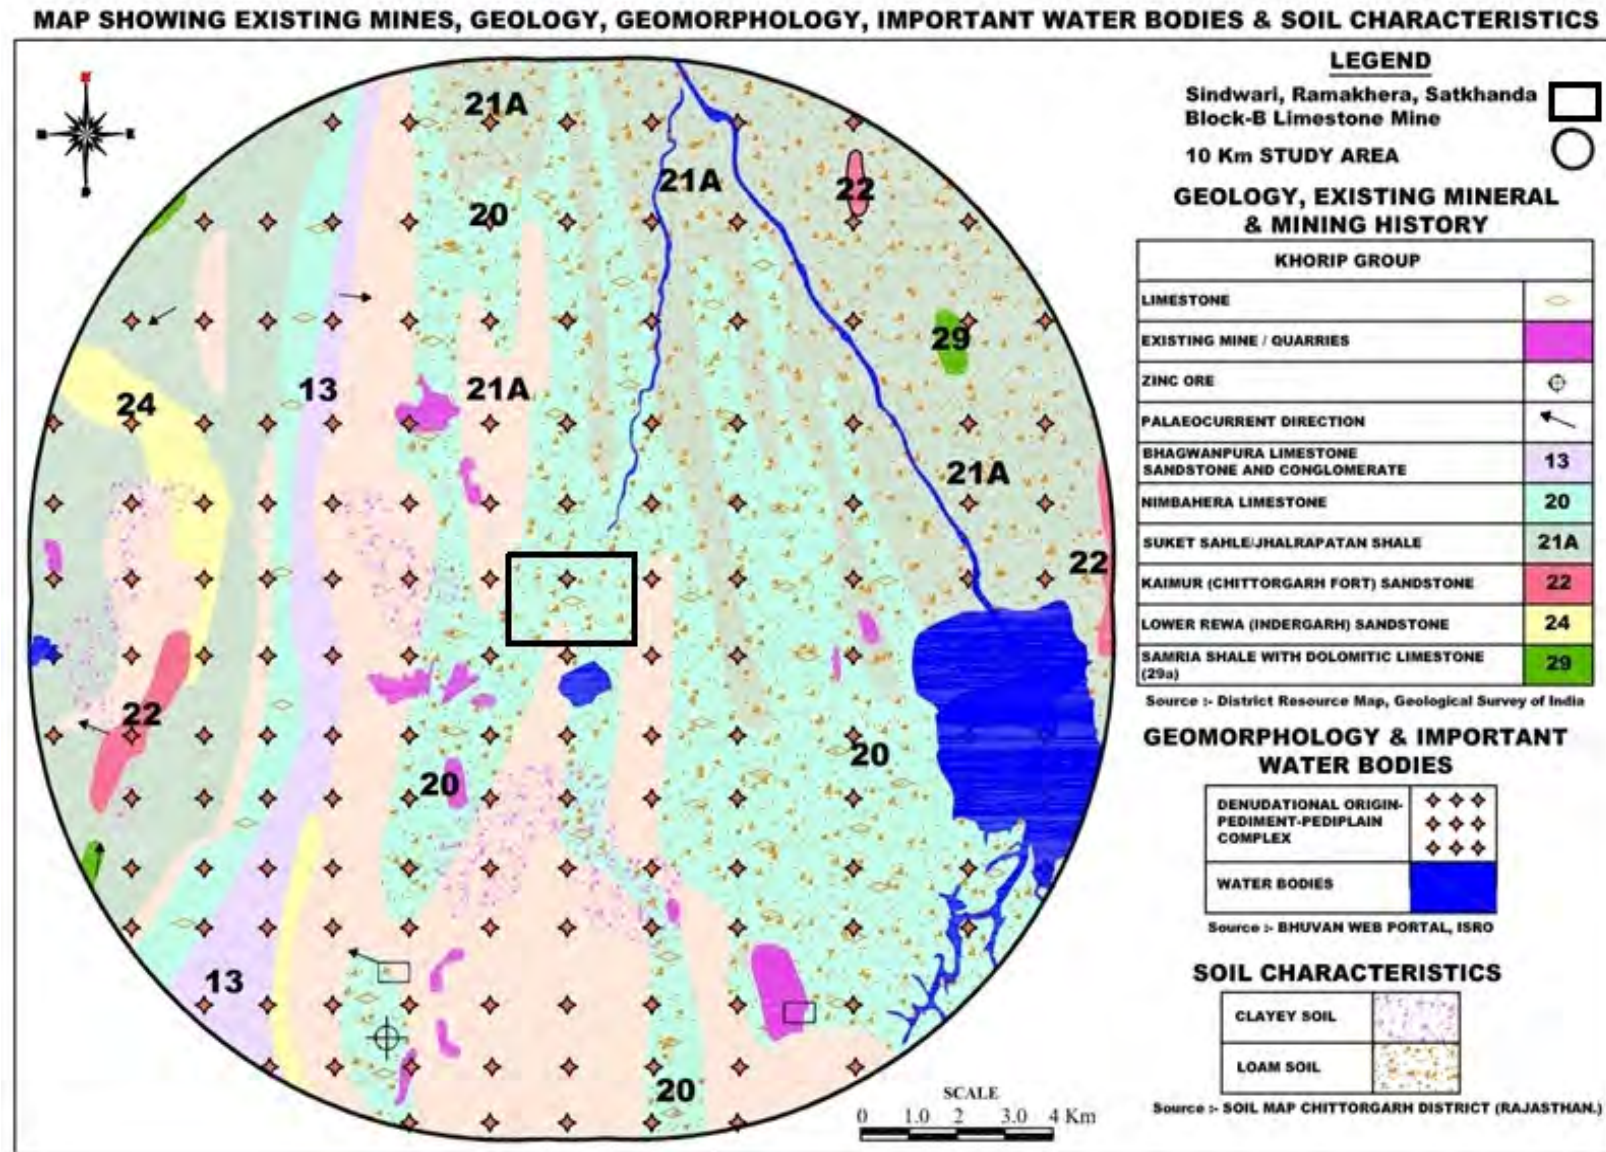 MAP SHOWING EXISTING MINES, GEOLOGY, GEOMORPHOLOGY, IMPORTANT WATER BODIES & SOIL CHARACTERISTICS
LEGEND
Sindwari, Ramakhera, Satkhanda
Block-B Limestone Mine
10 Km STUDY AREA
GEOLOGY, EXISTING MINERAL
& MINING HISTORY
KHORIP GROUP
LIMESTONE
EXISTING MINE / QUARRIES
ZINC ORE
PALAEOCURRENT DIRECTION
BHAGWANPURA LIMESTONE
SANDSTONE AND CONGLOMERATE 13
NIMBAHERA LIMESTONE 20
SUKET SAHLE/JHALRAPATAN SHALE 21A
KAIMUR (CHITTORGARH FORT) SANDSTONE 22
LOWER REWA (INDERGARH) SANDSTONE 24
SAMRIA SHALE WITH DOLOMITIC LIMESTONE
(29a) 29
Source :- District Resource Map, Geological Survey of India
GEOMORPHOLOGY & IMPORTANT
WATER BODIES
DENUDATIONAL ORIGIN-
PEDIMENT-PEDIPLAIN
COMPLEX
WATER BODIES
Source :- BHUVAN WEB PORTAL, ISRO
SOIL CHARACTERISTICS
CLAYEY SOIL
LOAM SOIL
Source :- SOIL MAP CHITTORGARH DISTRICT (RAJASTHAN.)
21A
21A
22
20
29
13
21A
24
21A
22
22
20
20
13
20
SCALE
0 1.0 2 3.0 4 Km